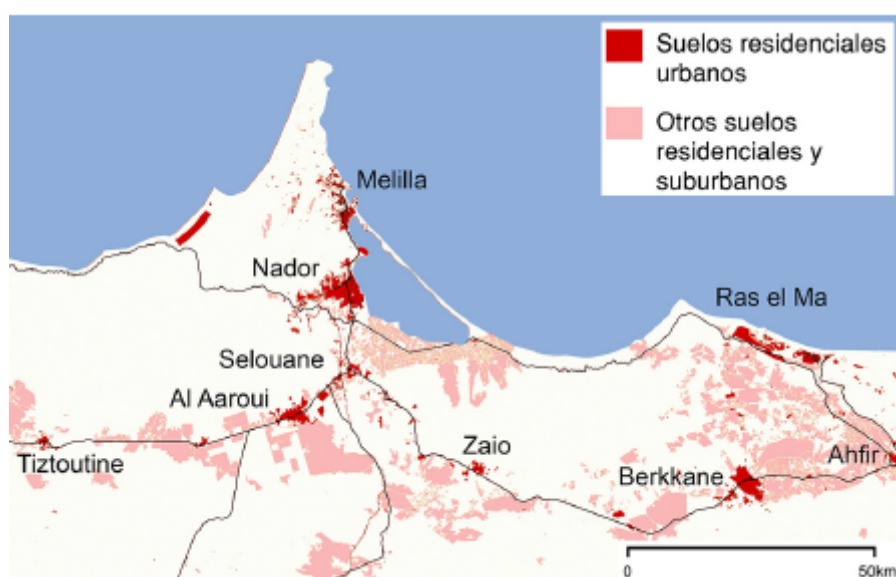 Suelos residenciales
urbanos
Otros suelos
residenciales y
suburbanos
Melilla
Nador
Ras el Ma
Selouane
Al Aaroui
Tiztoutine
Zaio
Ahfir
Berkkane
0
50km